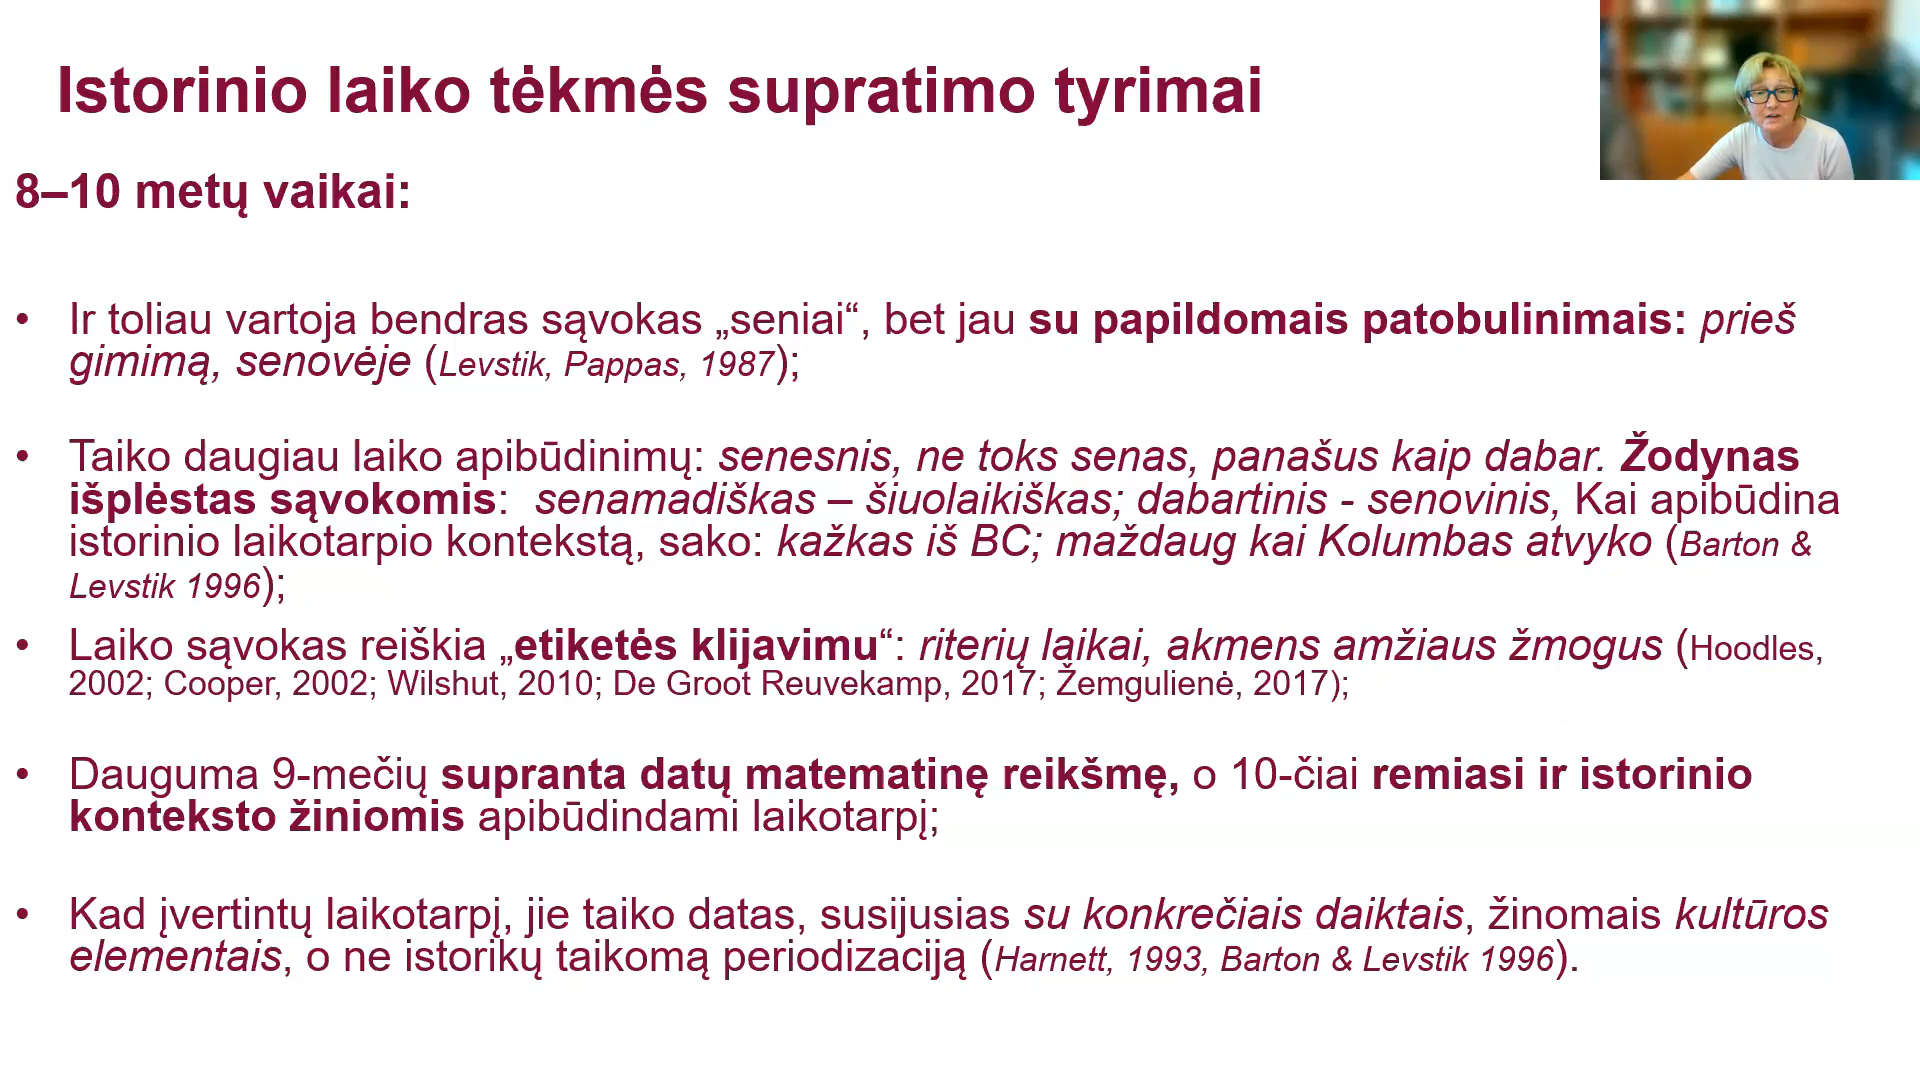 Istorinio laiko tėkmės supratimo tyrimai
8–10 metų vaikai:
• Ir toliau vartoja bendras sąvokas „seniai“, bet jau su papildomais patobulinimais: prieš
gimimą, senovėje (Levstik, Pappas, 1987);
• Taiko daugiau laiko apibūdinimų: senesnis, ne toks senas, panašus kaip dabar. Žodynas
išplėstas sąvokomis: senamadiškas – šiuolaikiškas; dabartinis - senovinis, Kai apibūdina
istorinio laikotarpio kontekstą, sako: kažkas iš BC; maždaug kai Kolumbas atvyko (Barton &
Levstik 1996);
• Laiko sąvokas reiškia „etiketės klijavimu“: riterių laikai, akmens amžiaus žmogus (Hoodles,
2002; Cooper, 2002; Wilshut, 2010; De Groot Reuvekamp, 2017; Žemgulienė, 2017);
• Dauguma 9-mečių supranta datų matematinę reikšmę, o 10-čiai remiasi ir istorinio
konteksto žiniomis apibūdindami laikotarpį;
• Kad įvertintų laikotarpį, jie taiko datas, susijusias su konkrečiais daiktais, žinomais kultūros
elementais, o ne istorikų taikomą periodizaciją (Harnett, 1993, Barton & Levstik 1996).